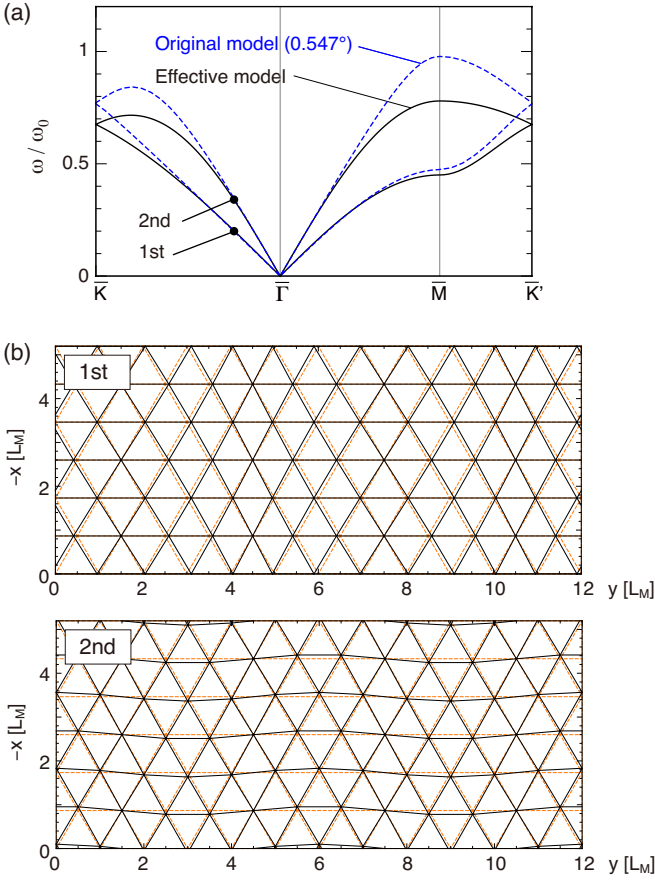 (a)
1
Original model (0.547°)
Effective model
ω / ω0
0.5
2nd
1st
0
K̅
Γ̅
M̅
K̅'
(b)
1st
4
−x [LM]
2
0
0
2
4
6
8
10
12
y [LM]
2nd
4
−x [LM]
2
0
0
2
4
6
8
10
12
y [LM]